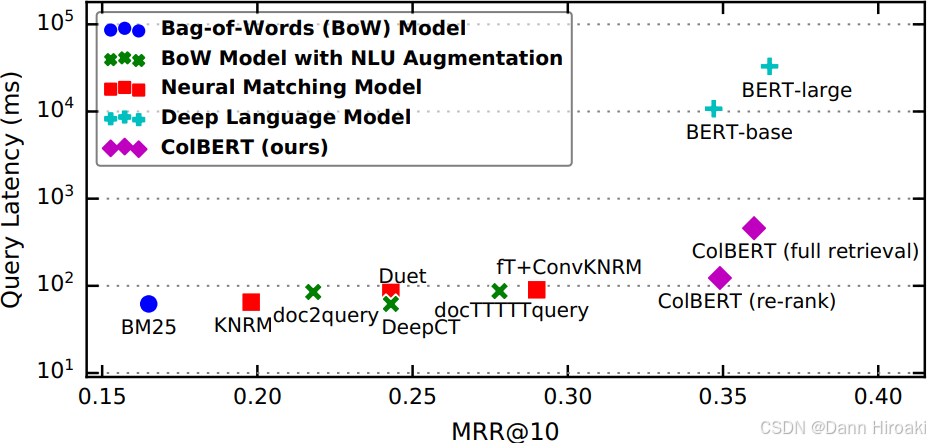 Bag-of-Words (BoW) Model
BoW Model with NLU Augmentation
Neural Matching Model
Deep Language Model
ColBERT (ours)
Query Latency (ms)
10^5
10^4
10^3
10^2
10^1
BERT-large
BERT-base
ColBERT (full retrieval)
ColBERT (re-rank)
fT+ConvKNRM
Duet
docTTTTTquery
doc2query
DeepCT
KNRM
BM25
0.15 0.20 0.25 0.30 0.35 0.40
MRR@10
CSDN @Dann Hiroaki